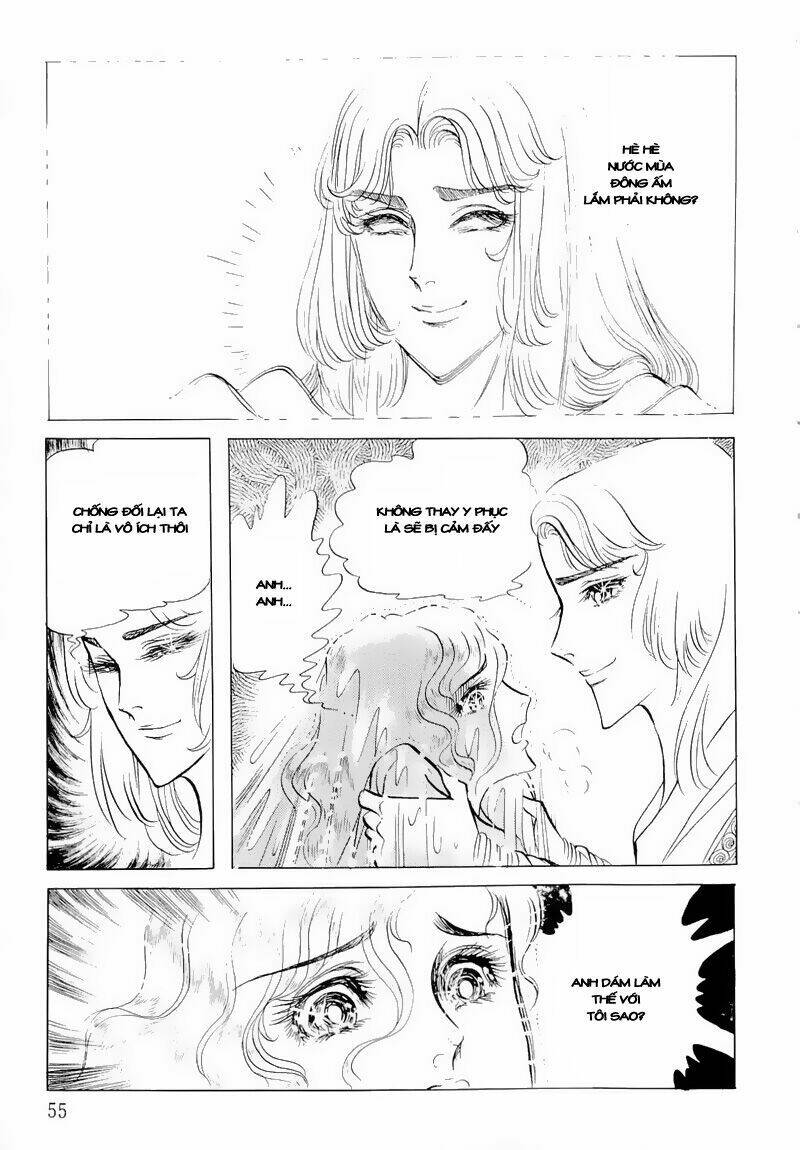 HÈ HÈ
NƯỚC MÙA
ĐÔNG ẤM
LẮM PHẢI KHÔNG?
KHÔNG THAY Y PHỤC
LÀ SẼ BỊ CẢM ĐẤY
ANH...
ANH...
CHỐNG ĐỐI LẠI TA
CHỈ LÀ VÔ ÍCH THÔI
ANH DÁM LÀM
THẾ VỚI
TÔI SAO?
55